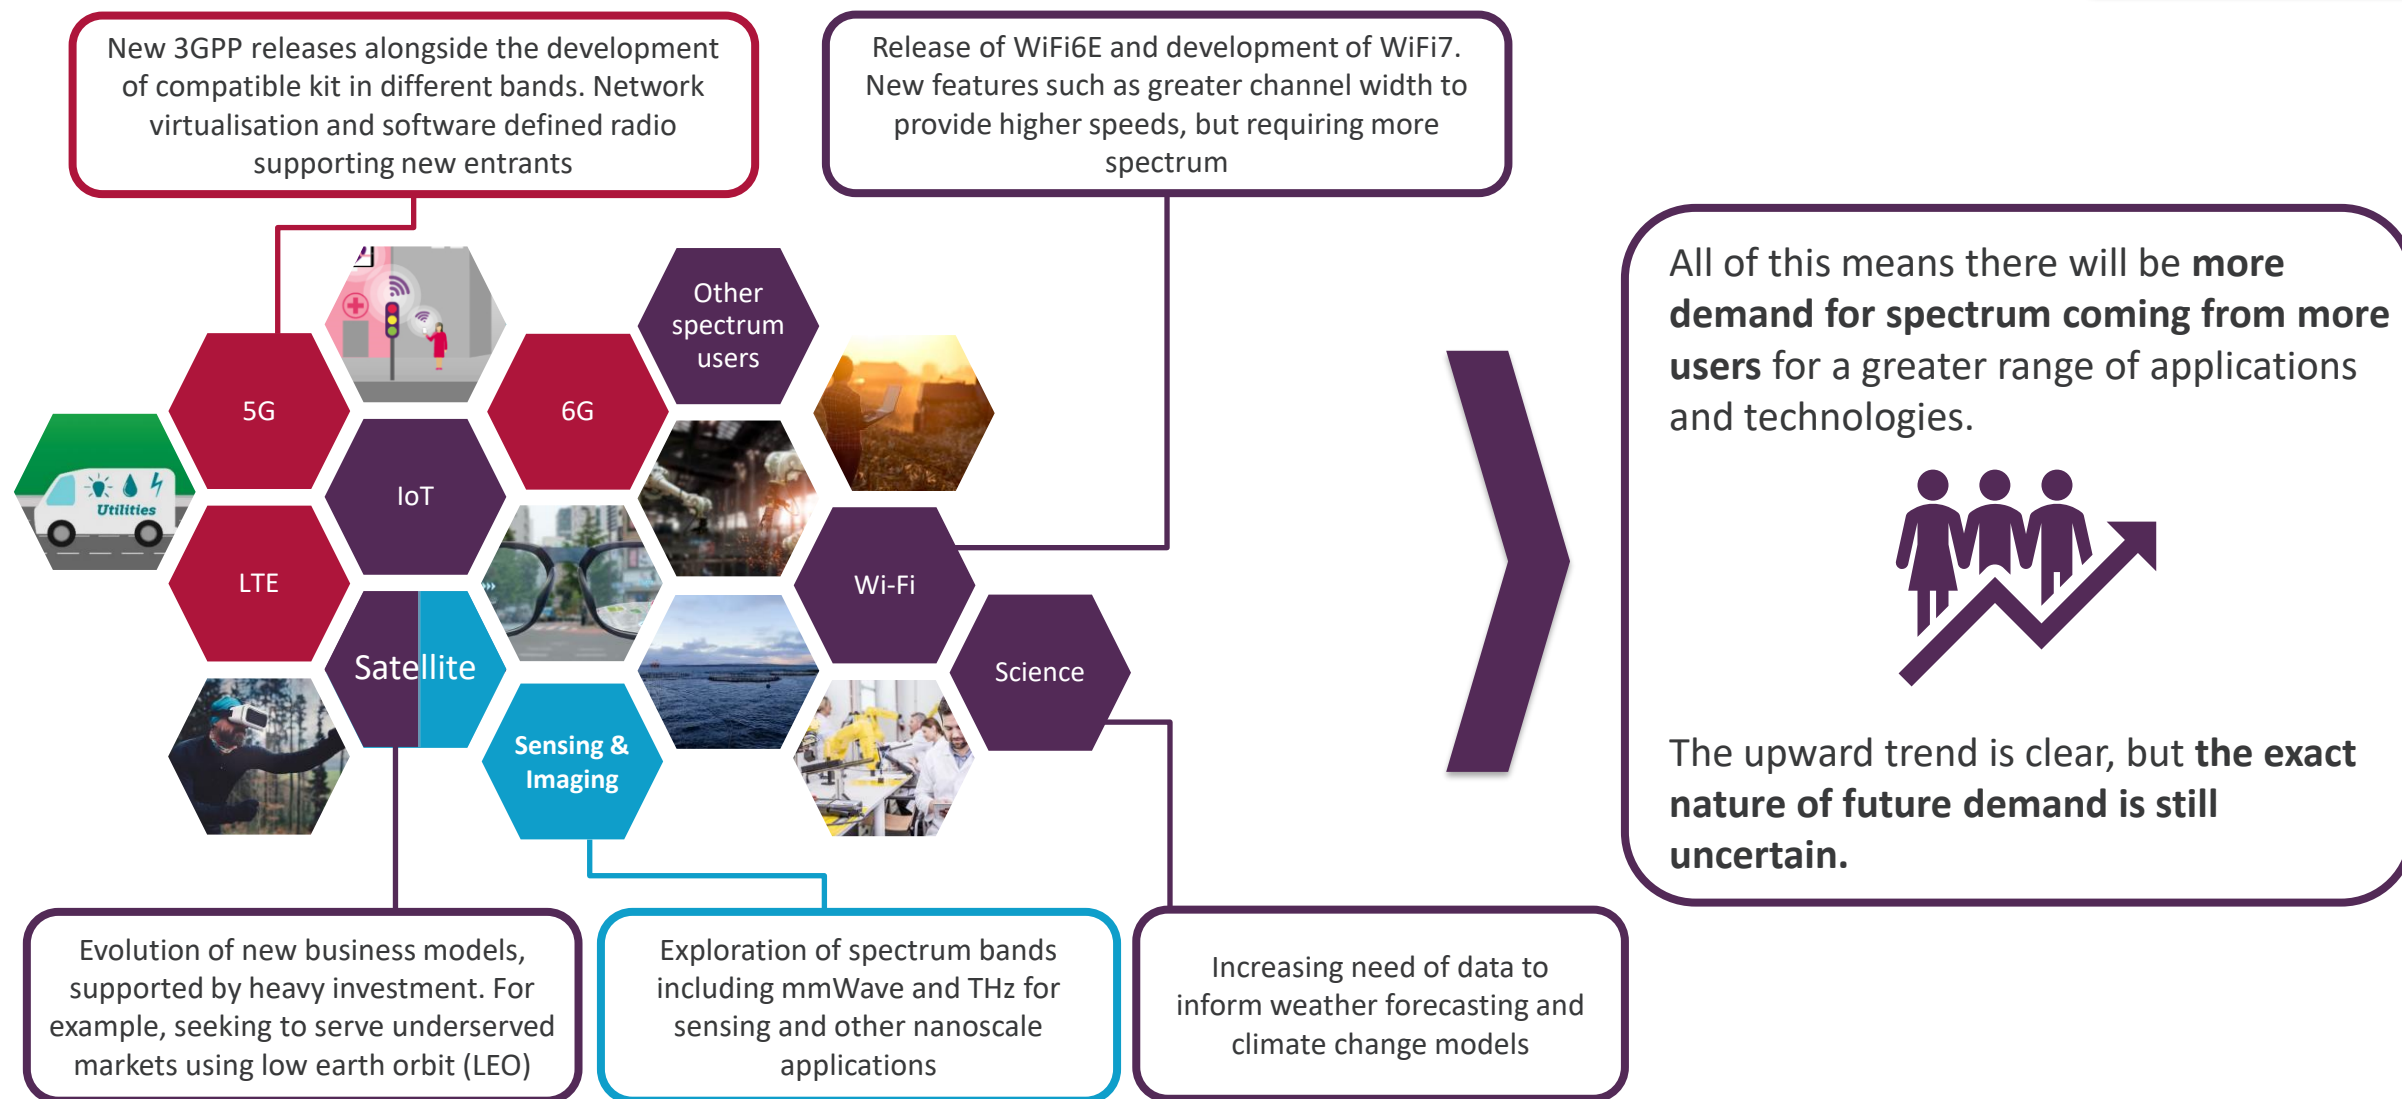 New 3GPP releases alongside the development
of compatible kit in different bands. Network
virtualisation and software defined radio
supporting new entrants
Release of WiFi6E and development of WiFi7.
New features such as greater channel width to
provide higher speeds, but requiring more
spectrum
Other
spectrum
users
5G
6G
IoT
Utilities
LTE
Wi-Fi
Satellite
Science
Sensing &
Imaging
Evolution of new business models,
supported by heavy investment. For
example, seeking to serve underserved
markets using low earth orbit (LEO)
Exploration of spectrum bands
including mmWave and THz for
sensing and other nanoscale
applications
Increasing need of data to
inform weather forecasting and
climate change models
All of this means there will be more
demand for spectrum coming from more
users for a greater range of applications
and technologies.
The upward trend is clear, but the exact
nature of future demand is still
uncertain.